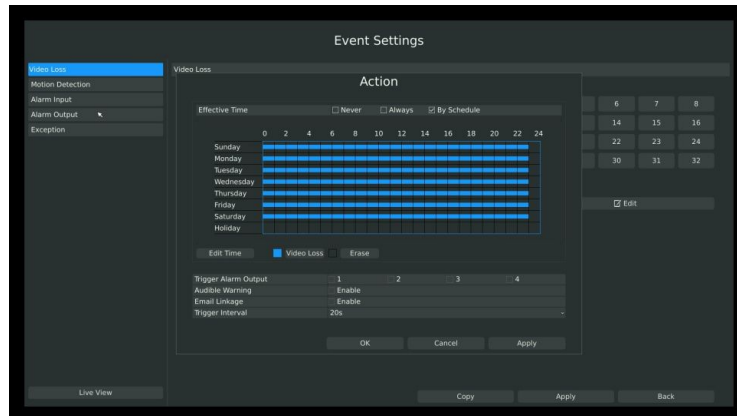 Event Settings
Video Loss
Motion Detection
Alarm Input
Alarm Output
Exception
Live View
Video Loss
Action
Effective Time Never Always By Schedule
0 2 4 6 8 10 12 14 16 18 20 22 24
Sunday
Monday
Tuesday
Wednesday
Thursday
Friday
Saturday
Holiday
Edit Time Video Loss Erase
Trigger Alarm Output 1 2 3 4
Audible Warning Enable
Email Linkage Enable
Trigger Interval 20s
OK Cancel Apply
6 7 8
14 15 16
22 23 24
30 31 32
Edit
Copy Apply Back